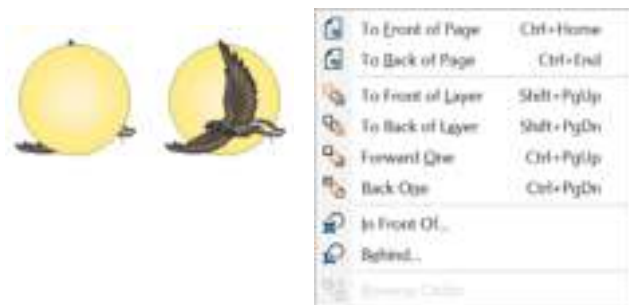 To Front of Page Ctrl+Home
To Back of Page Ctrl+End
To Front of Layer Shift+PgUp
To Back of Layer Shift+PgDn
Forward One Ctrl+PgUp
Back One Ctrl+PgDn
In Front Of...
Behind...